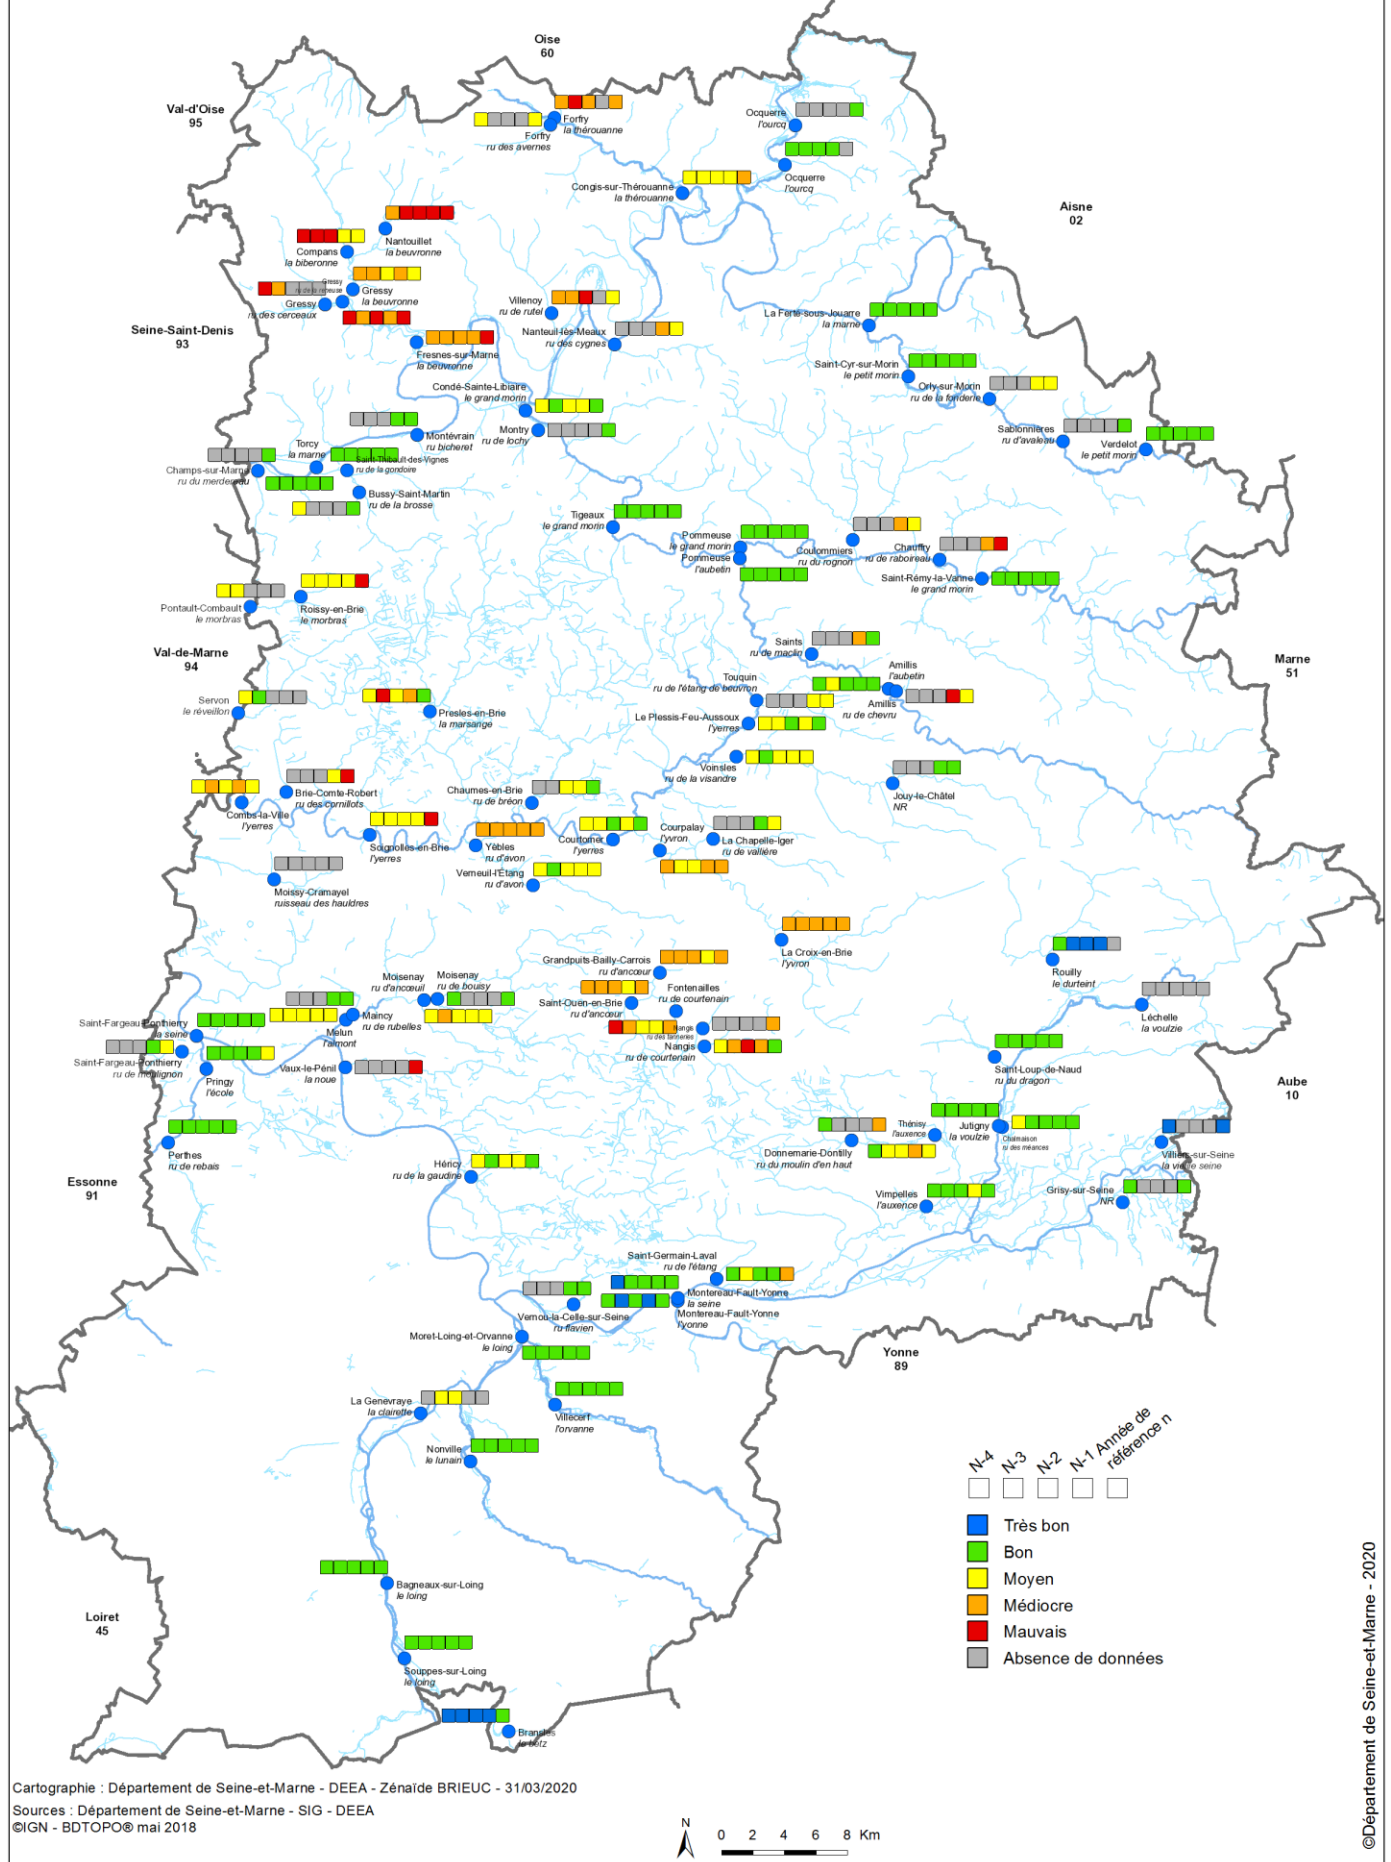 Oise
60
Val-d'Oise
95
Forfry
la thérouanne
Forfry
ru des avernes
Ocquerre
l'ourcq
Ocquerre
l'ourcq
Congis-sur-Thérouanne
la thérouanne
Aisne
02
Nantouillet
la beuvronne
Compans
la biberonne
Gressy
Gressy
la beuvronne
Gressy
ru des cerceaux
Villenoy
ru de rutel
Nanteuil-lès-Meaux
ru des cygnes
La Ferté-sous-Jouarre
la marne
Seine-Saint-Denis
93
Fresnes-sur-Marne
la beuvronne
Saint-Cyr-sur-Morin
le petit morin
Condé-Sainte-Libiaire
le grand morin
Orly-sur-Morin
ru de la fonderie
Montry
ru de lochy
Montévrain
ru bicheret
Sablonnières
ru d'avaleau
Verdelot
le petit morin
Torcy
la marne
Saint-Thibault-des-Vignes
ru de la gondoire
Champs-sur-Marne
ru du merdereau
Bussy-Saint-Martin
ru de la brosse
Tigeaux
le grand morin
Pommeuse
le grand morin
Pommeuse
l'aubetin
Coulommiers
ru du rognon
Chauffry
ru de raboireau
Saint-Rémy-la-Vanne
le grand morin
Pontault-Combault
le morbras
Roissy-en-Brie
le morbras
Val-de-Marne
94
Saints
ru de maclin
Marne
51
Touquin
ru de l'étang de beuvron
Amillis
l'aubetin
Amillis
ru de chevru
Servon
le réveillon
Presles-en-Brie
la marsange
Le Plessis-Feu-Aussoux
l'yerres
Voinsles
ru de la visandre
Jouy-le-Châtel
NR
Brie-Comte-Robert
ru des cornillots
Combs-la-Ville
l'yerres
Chaumes-en-Brie
ru de bréon
Soignolles-en-Brie
l'yerres
Yèbles
ru d'avon
Courtomer
l'yerres
Courpalay
l'yvron
La Chapelle-Iger
ru de vallière
Verneuil-l'Étang
ru d'avon
Moissy-Cramayel
ruisseau des hauldres
La Croix-en-Brie
l'yvron
Grandpuits-Bailly-Carrois
ru d'ancœur
Rouilly
le durteint
Moisenay
ru d'ancœuil
Moisenay
ru de bouisy
Saint-Ouen-en-Brie
ru d'ancœur
Fontenailles
ru de courtenain
Léchelle
la voulzie
Maincy
ru de rubelles
Melun
l'almont
Nangis
ru des tanneries
Nangis
ru de courtenain
Saint-Fargeau-Ponthierry
la seine
Saint-Fargeau-Ponthierry
ru de moulignon
Pringy
l'école
Vaux-le-Pénil
la noue
Saint-Loup-de-Naud
ru du dragon
Aube
10
Thénisy
l'auxence
Jutigny
la voulzie
Chalmaison
ru des méances
Donnemarie-Dontilly
ru du moulin d'en haut
Villiers-sur-Seine
la vieille seine
Perthes
ru de rebais
Essonne
91
Héricy
ru de la gaudine
Vimpelles
l'auxence
Grisy-sur-Seine
NR
Saint-Germain-Laval
ru de l'étang
Montereau-Fault-Yonne
la seine
Montereau-Fault-Yonne
l'yonne
Vernou-la-Celle-sur-Seine
ru flavien
Moret-Loing-et-Orvanne
le loing
Yonne
89
La Genevraye
la clairette
Villecerf
l'orvanne
Nonville
le lunain
N-4
N-3
N-2
N-1
Année de
référence n
Très bon
Bon
Moyen
Médiocre
Mauvais
Absence de données
Bagneaux-sur-Loing
le loing
Loiret
45
Souppes-sur-Loing
le loing
Bransles
le betz
Cartographie : Département de Seine-et-Marne - DEEA - Zénaïde BRIEUC - 31/03/2020
Sources : Département de Seine-et-Marne - SIG - DEEA
©IGN - BDTOPO® mai 2018
N
0 2 4 6 8 Km
©Département de Seine-et-Marne - 2020